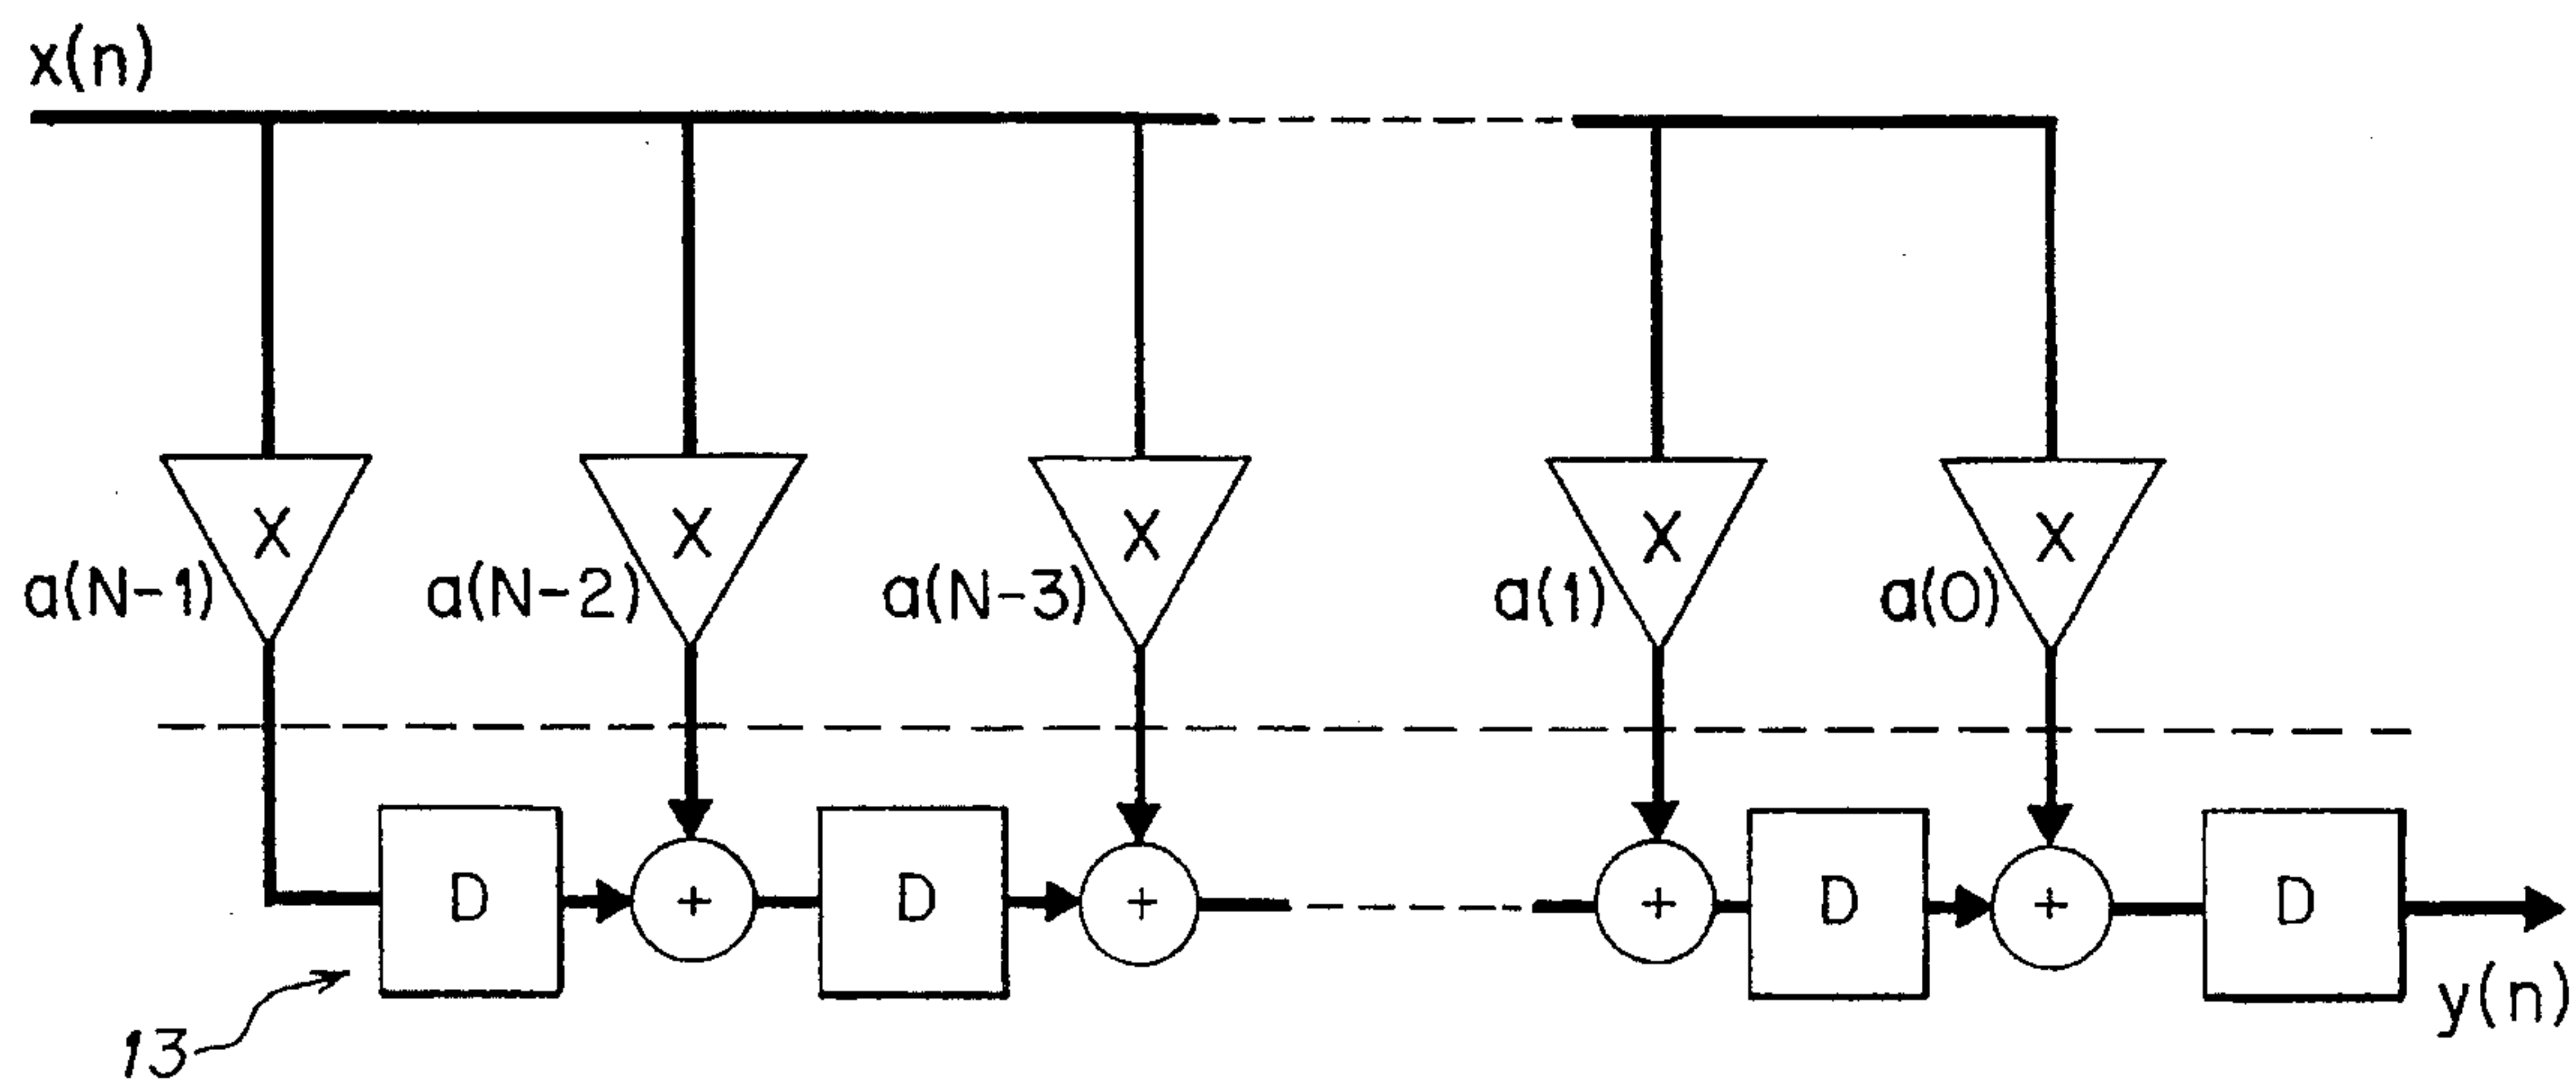 x(n)
X X X X X
a(N-1) a(N-2) a(N-3) a(1) a(0)
D + D + + D + D
y(n)
13